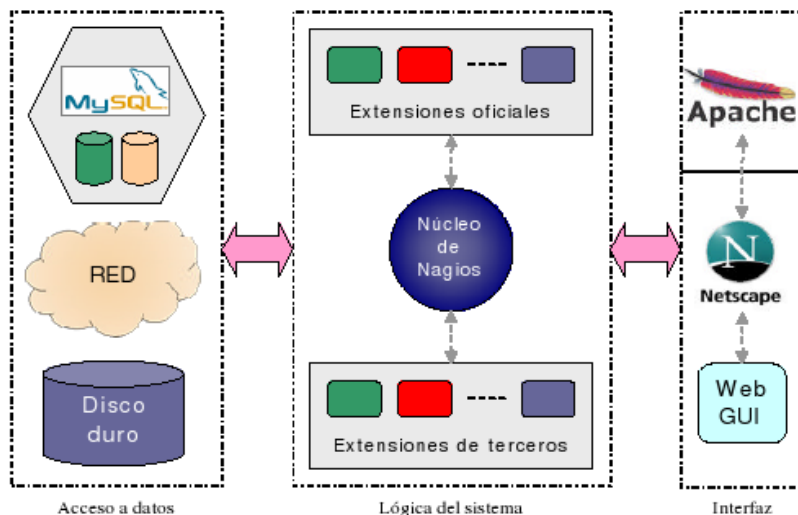 MySQL
RED
Disco
duro
Acceso a datos
Extensiones oficiales
Núcleo
de
Nagios
Extensiones de terceros
Lógica del sistema
Apache
N
Netscape
Web
GUI
Interfaz